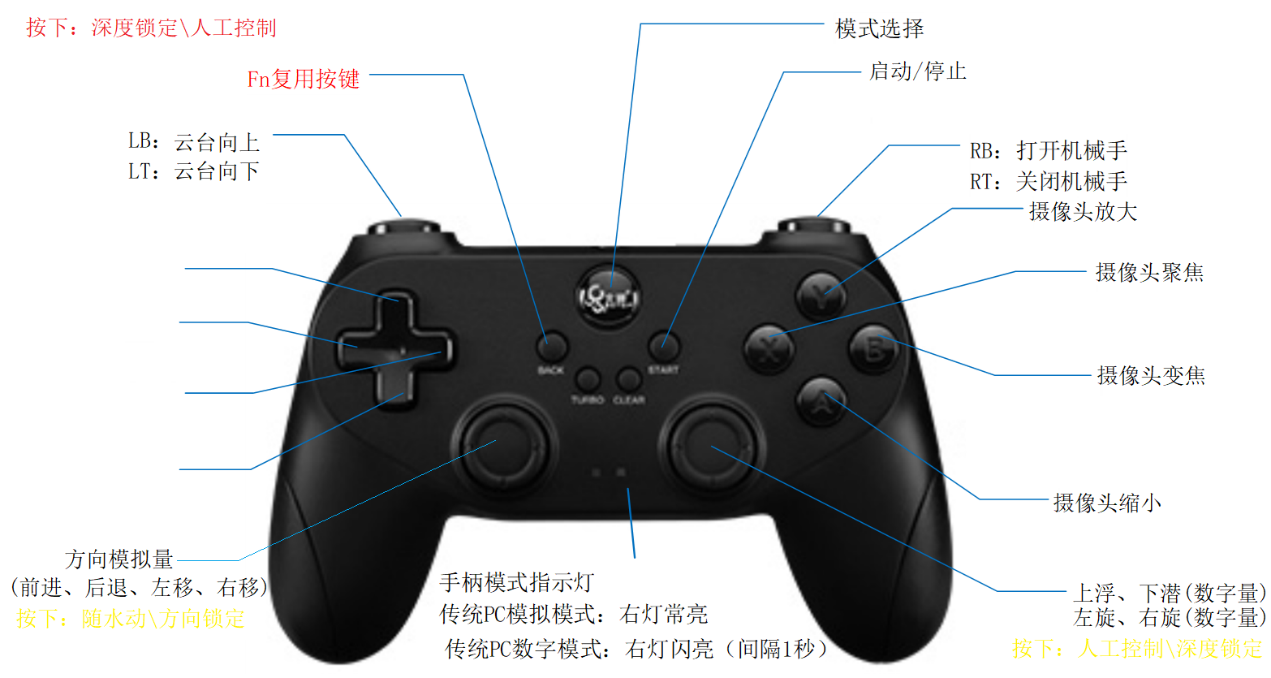 按下：深度锁定\人工控制
模式选择
Fn复用按键
启动/停止
LB：云台向上
LT：云台向下
RB：打开机械手
RT：关闭机械手
摄像头放大
摄像头聚焦
Y
X
B
A
BACK
START
TURBO
CLEAR
摄像头变焦
摄像头缩小
方向模拟量
(前进、后退、左移、右移)
按下：随水动\方向锁定
手柄模式指示灯
传统PC模拟模式：右灯常亮
传统PC数字模式：右灯闪亮（间隔1秒）
上浮、下潜(数字量)
左旋、右旋(数字量)
按下：人工控制\深度锁定